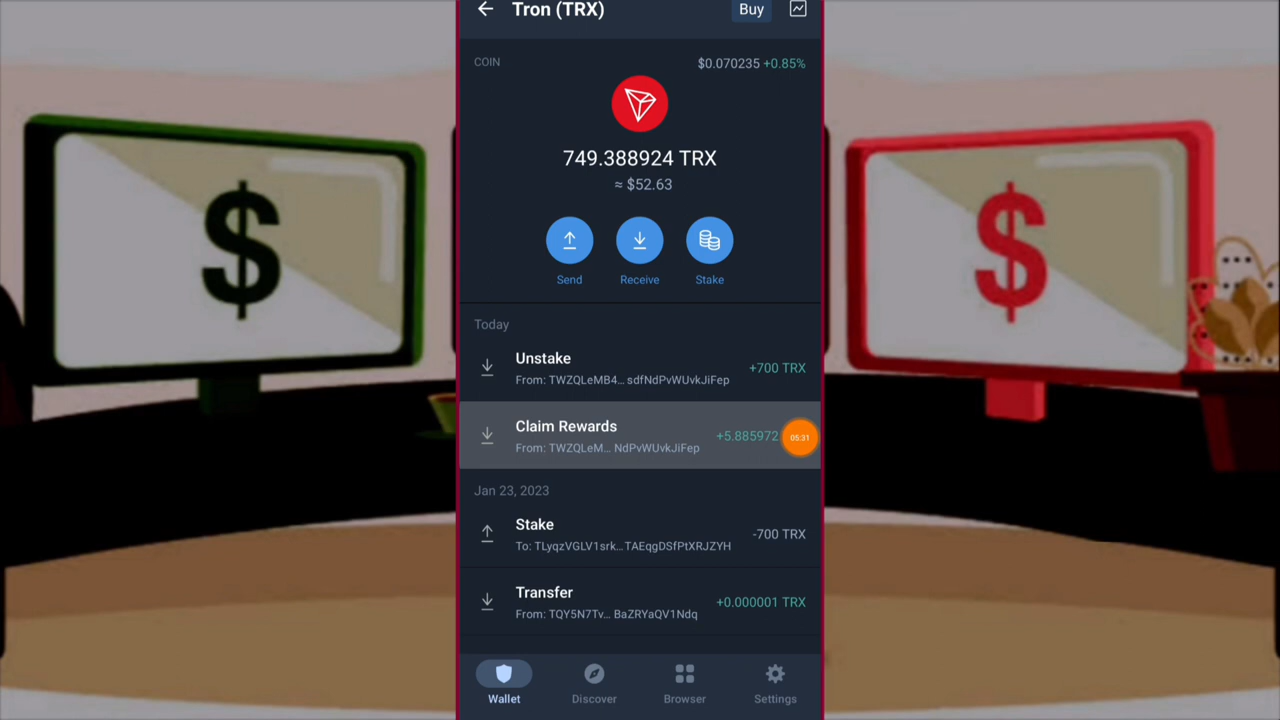 Tron (TRX)
Buy
COIN
$0.070235 +0.85%
749.388924 TRX
≈ $52.63
Send
Receive
Stake
Today
Unstake
+700 TRX
From: TWZQLeMB4... sdfNdPvWUvkJiFep
Claim Rewards
+5.885972
05:31
From: TWZQLeM... NdPvWUvkJiFep
Jan 23, 2023
Stake
-700 TRX
To: TLyqzVGLV1srk...TAEqgDSfPtXRJZYH
Transfer
+0.000001 TRX
From: TQY5N7Tv... BaZRYaQV1Ndq
Wallet
Discover
Browser
Settings
$
$